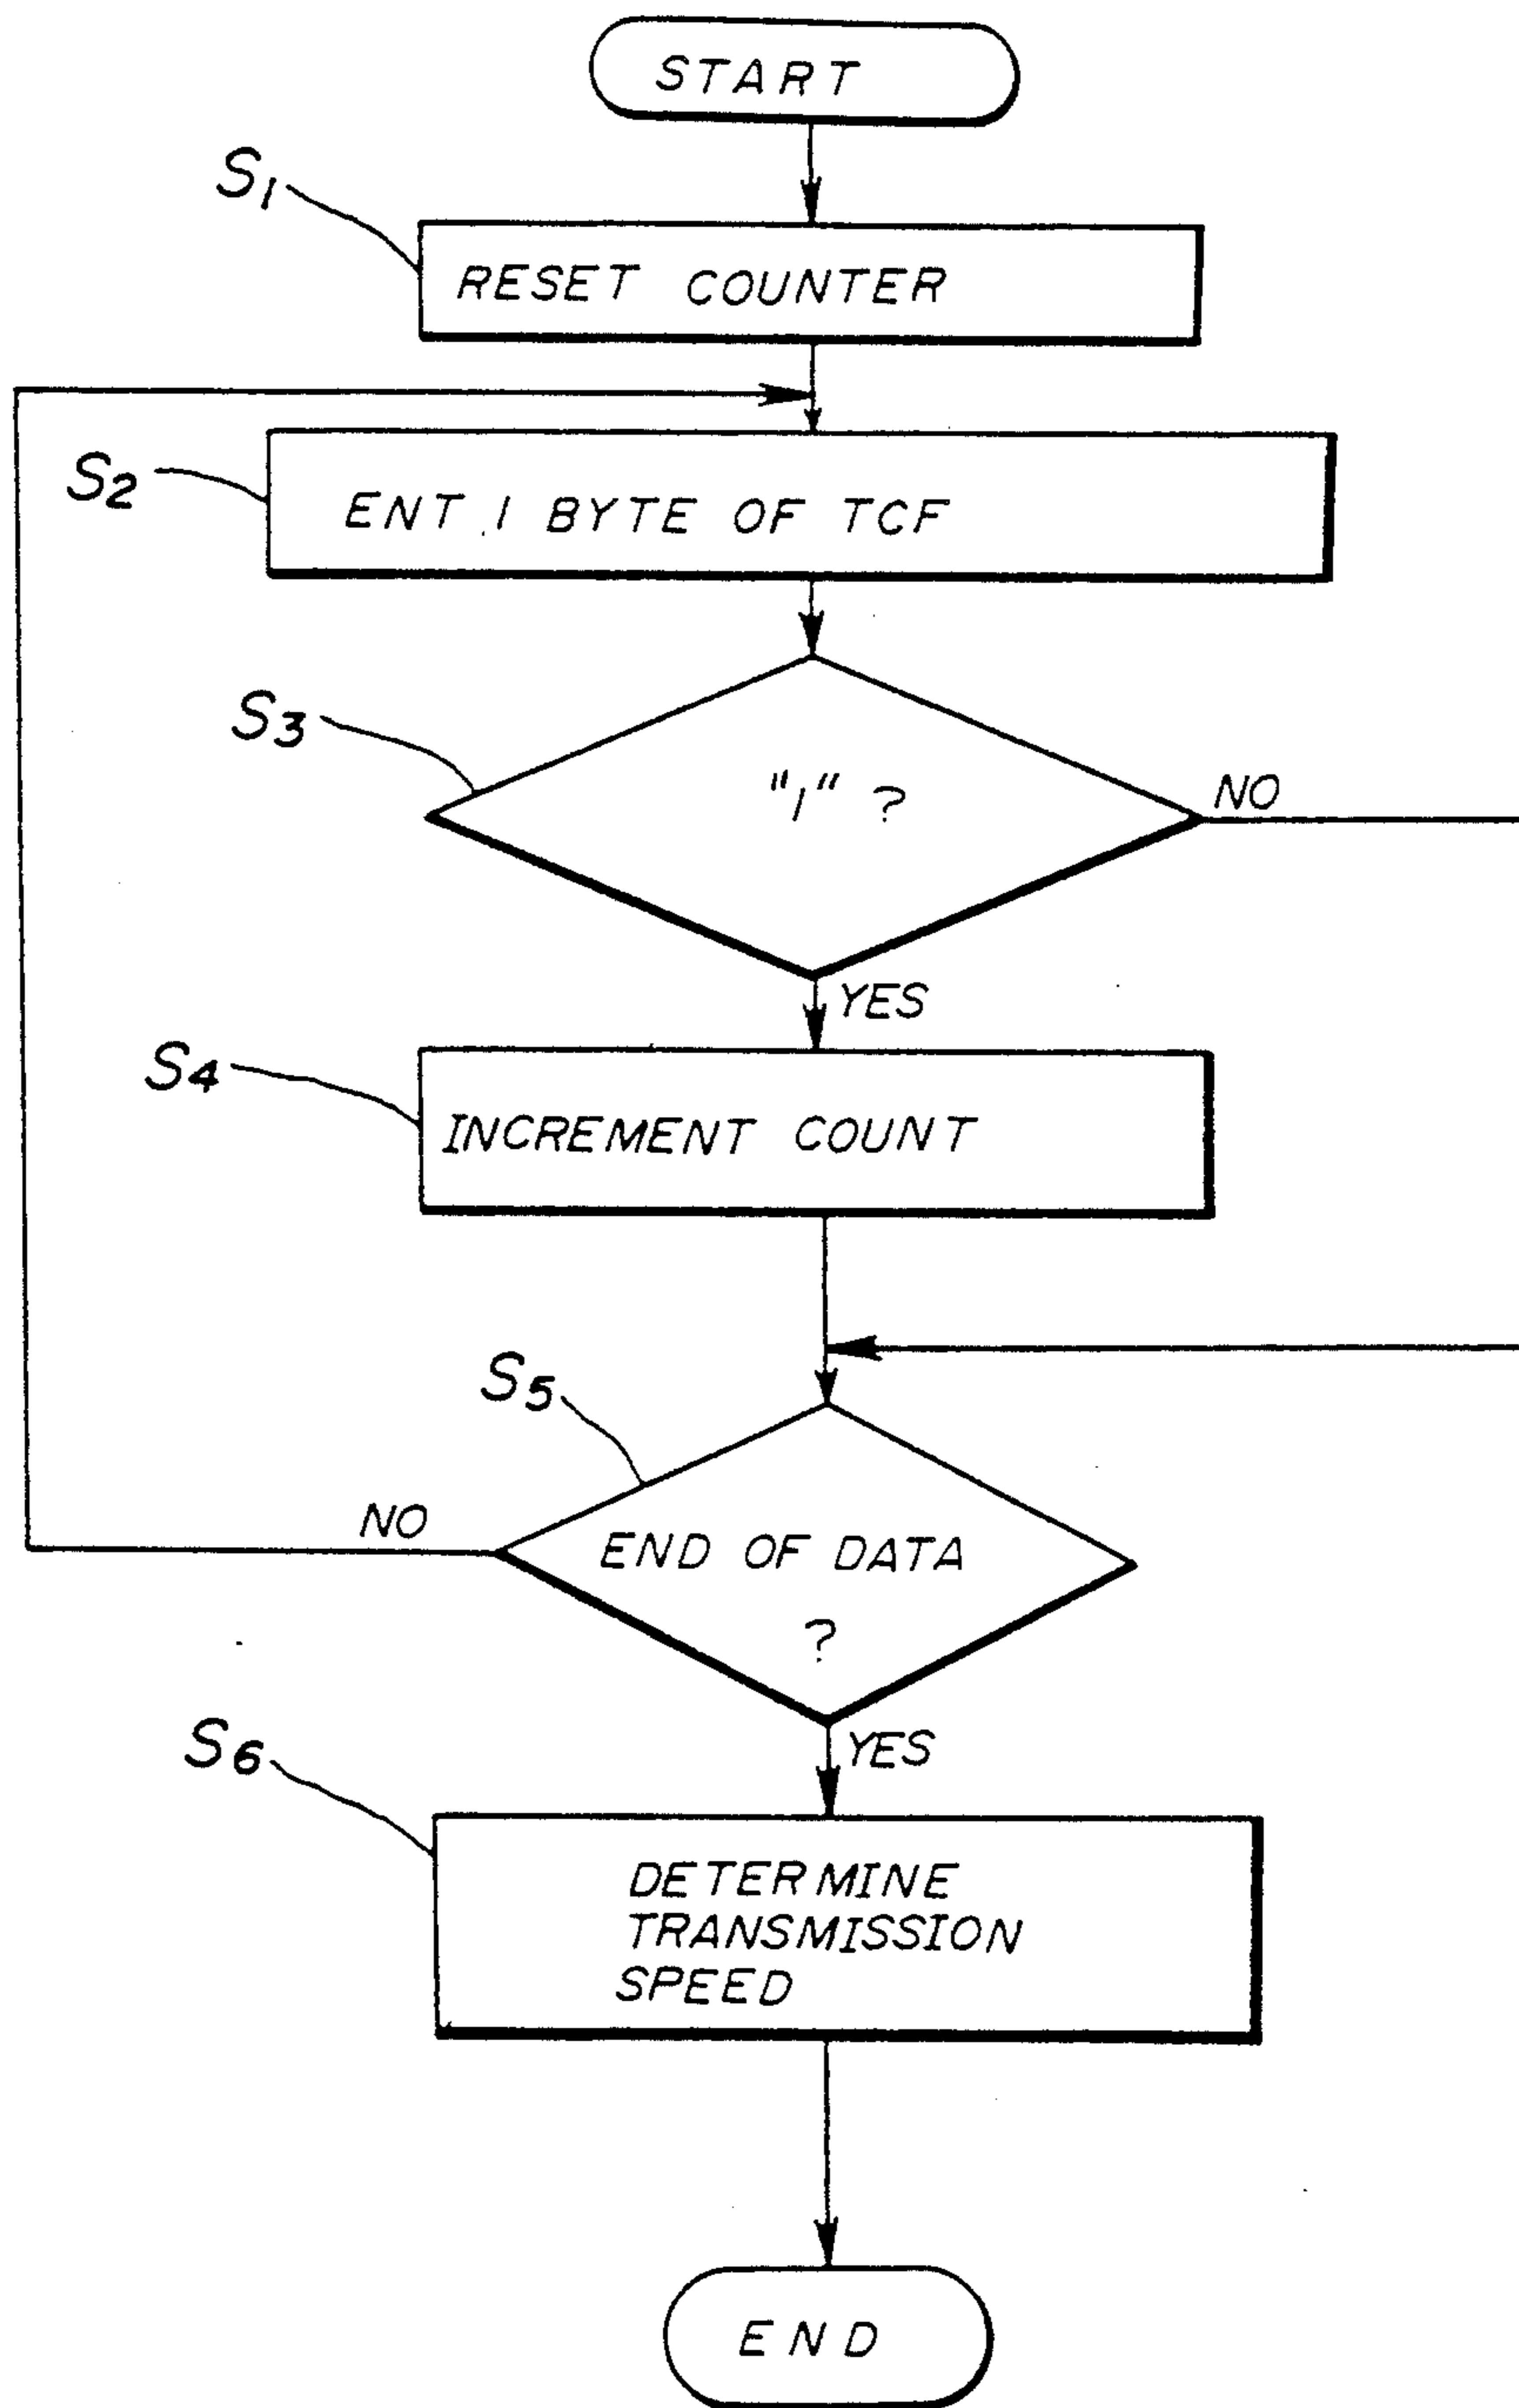 START
S1
RESET COUNTER
S2
ENT. 1 BYTE OF TCF
S3
"1" ?
NO
YES
S4
INCREMENT COUNT
S5
NO
END OF DATA
?
YES
S6
DETERMINE
TRANSMISSION
SPEED
END